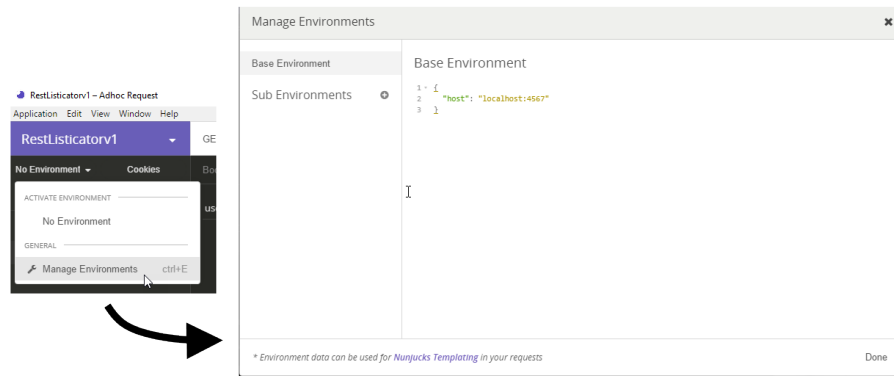 RestListicatorv1 – Adhoc Request
Application Edit View Window Help
RestListicatorv1
GE
No Environment
Cookies
ACTIVATE ENVIRONMENT
No Environment
GENERAL
Manage Environments ctrl+E
Manage Environments
Base Environment
Sub Environments
Base Environment
1 {
2 "host": "localhost:4567"
3 }
* Environment data can be used for Nunjucks Templating in your requests
Done